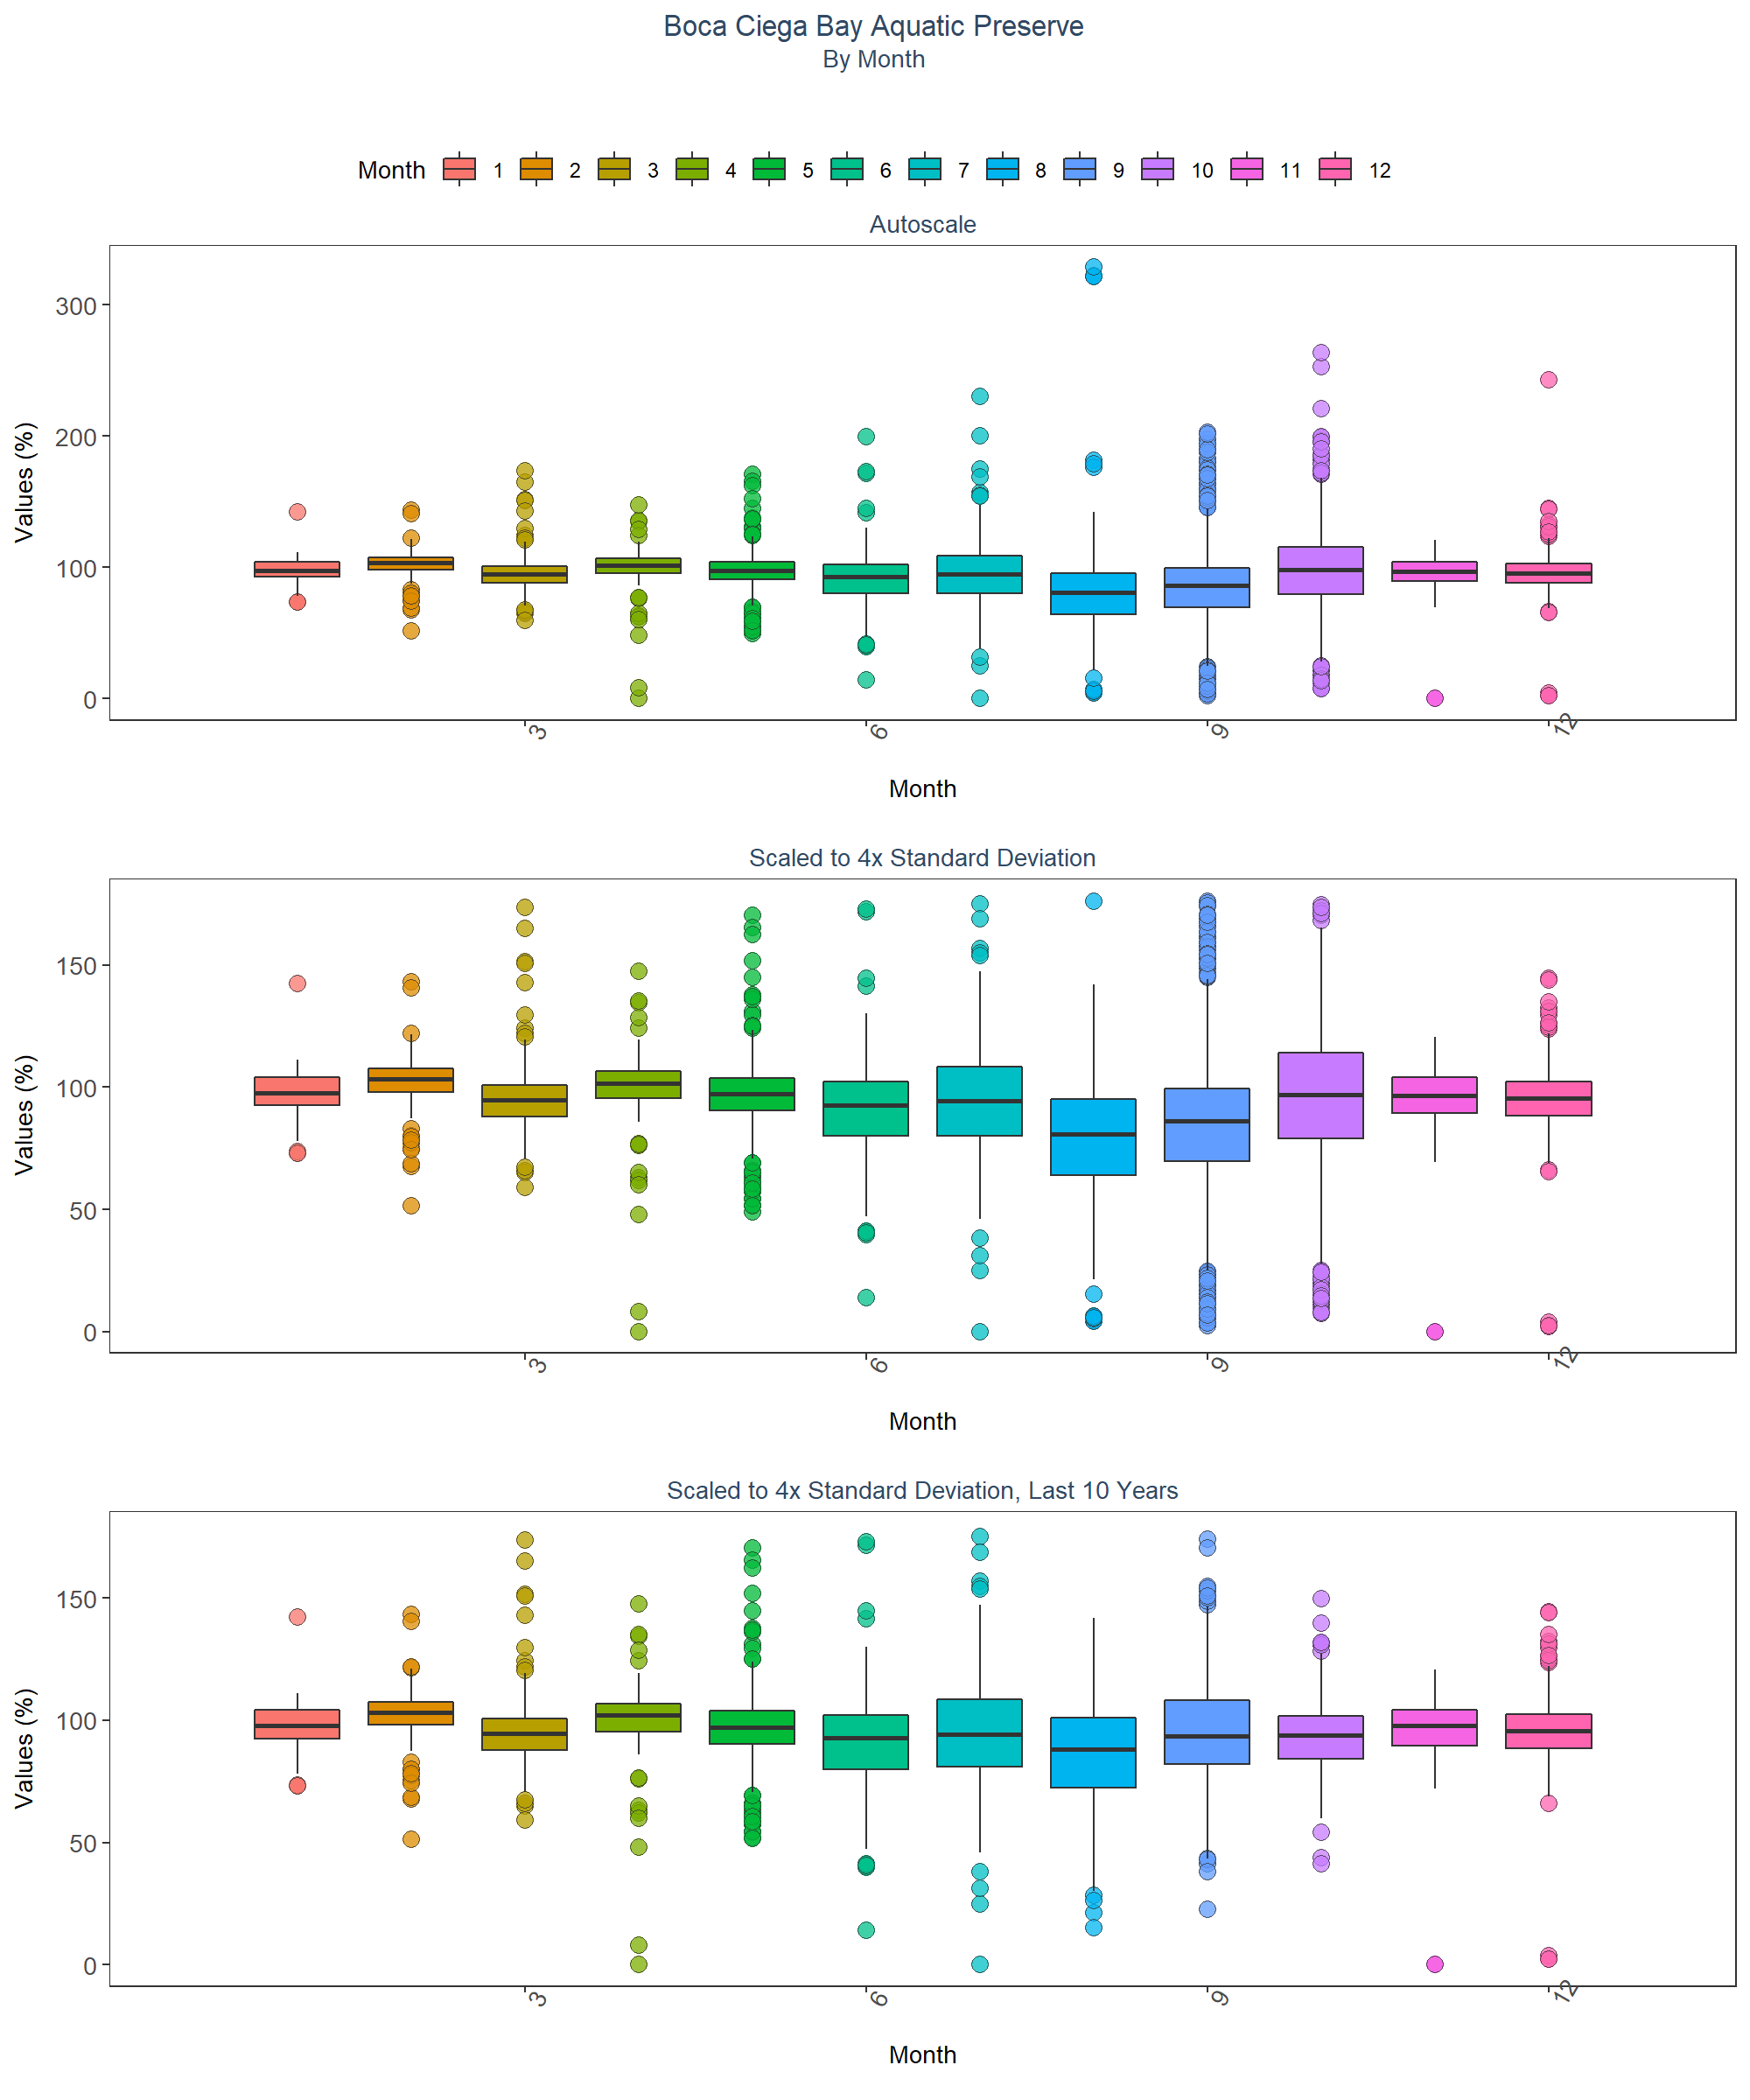 Boca Ciega Bay Aquatic Preserve
By Month
Month 1 2 3 4 5 6 7 8 9 10 11 12
Autoscale
Values (%)
300
200
100
0
3 6 9 12
Month
Scaled to 4x Standard Deviation
Values (%)
150
100
50
0
3 6 9 12
Month
Scaled to 4x Standard Deviation, Last 10 Years
Values (%)
150
100
50
0
3 6 9 12
Month